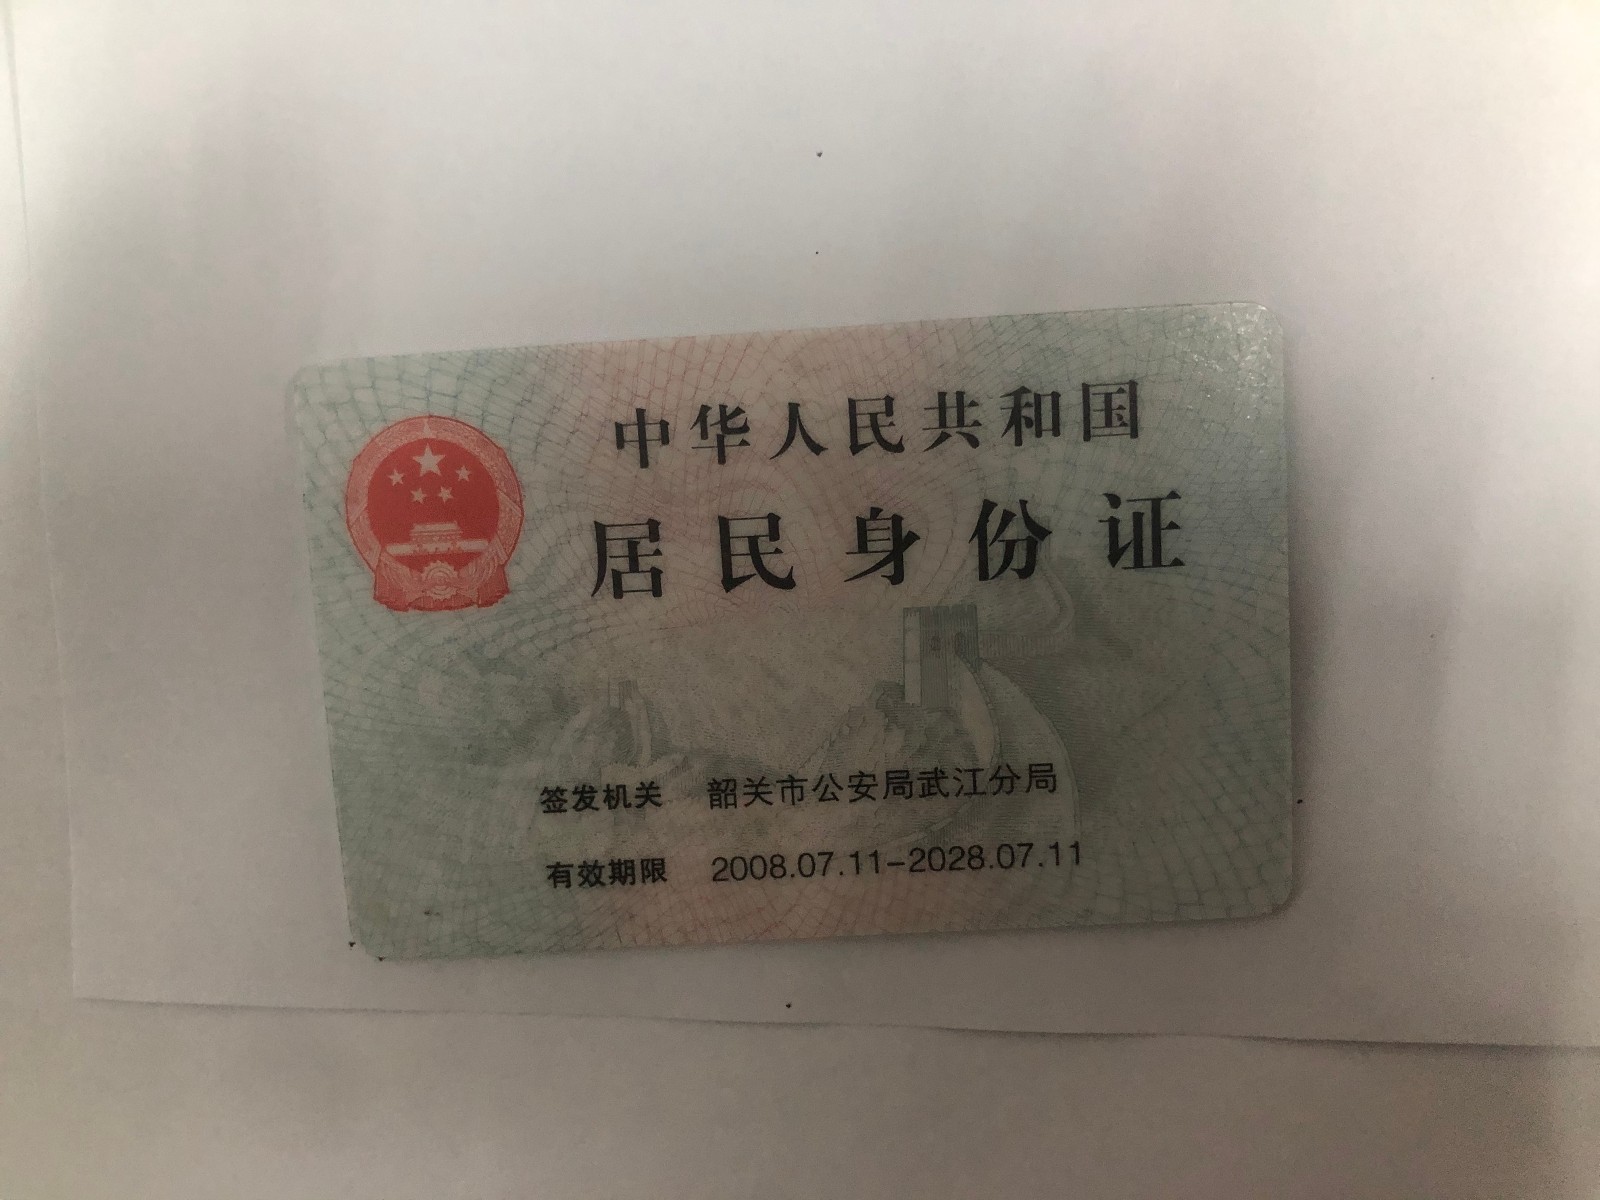 中华人民共和国
居民身份证
签发机关 韶关市公安局武江分局
有效期限 2008.07.11-2028.07.11